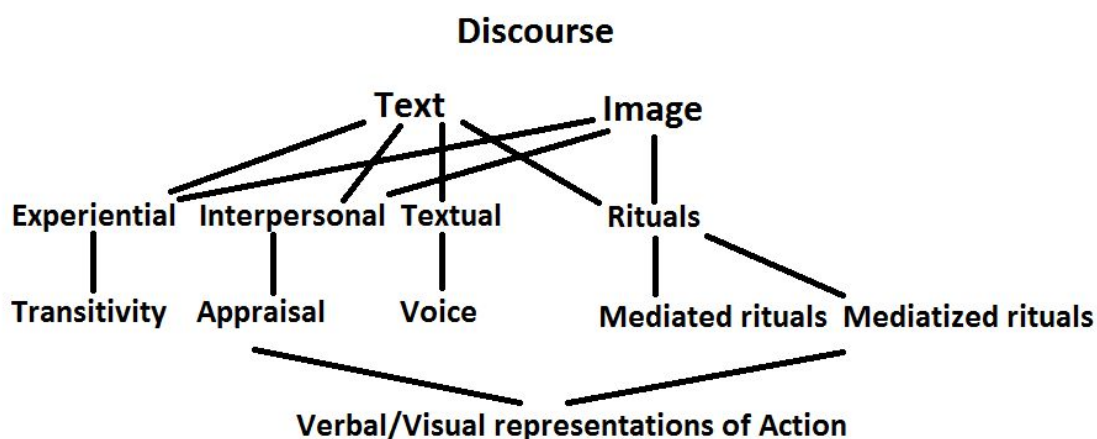 Discourse
Text Image
Experiential Interpersonal Textual Rituals
Transitivity Appraisal Voice Mediated rituals Mediatized rituals
Verbal/Visual representations of Action